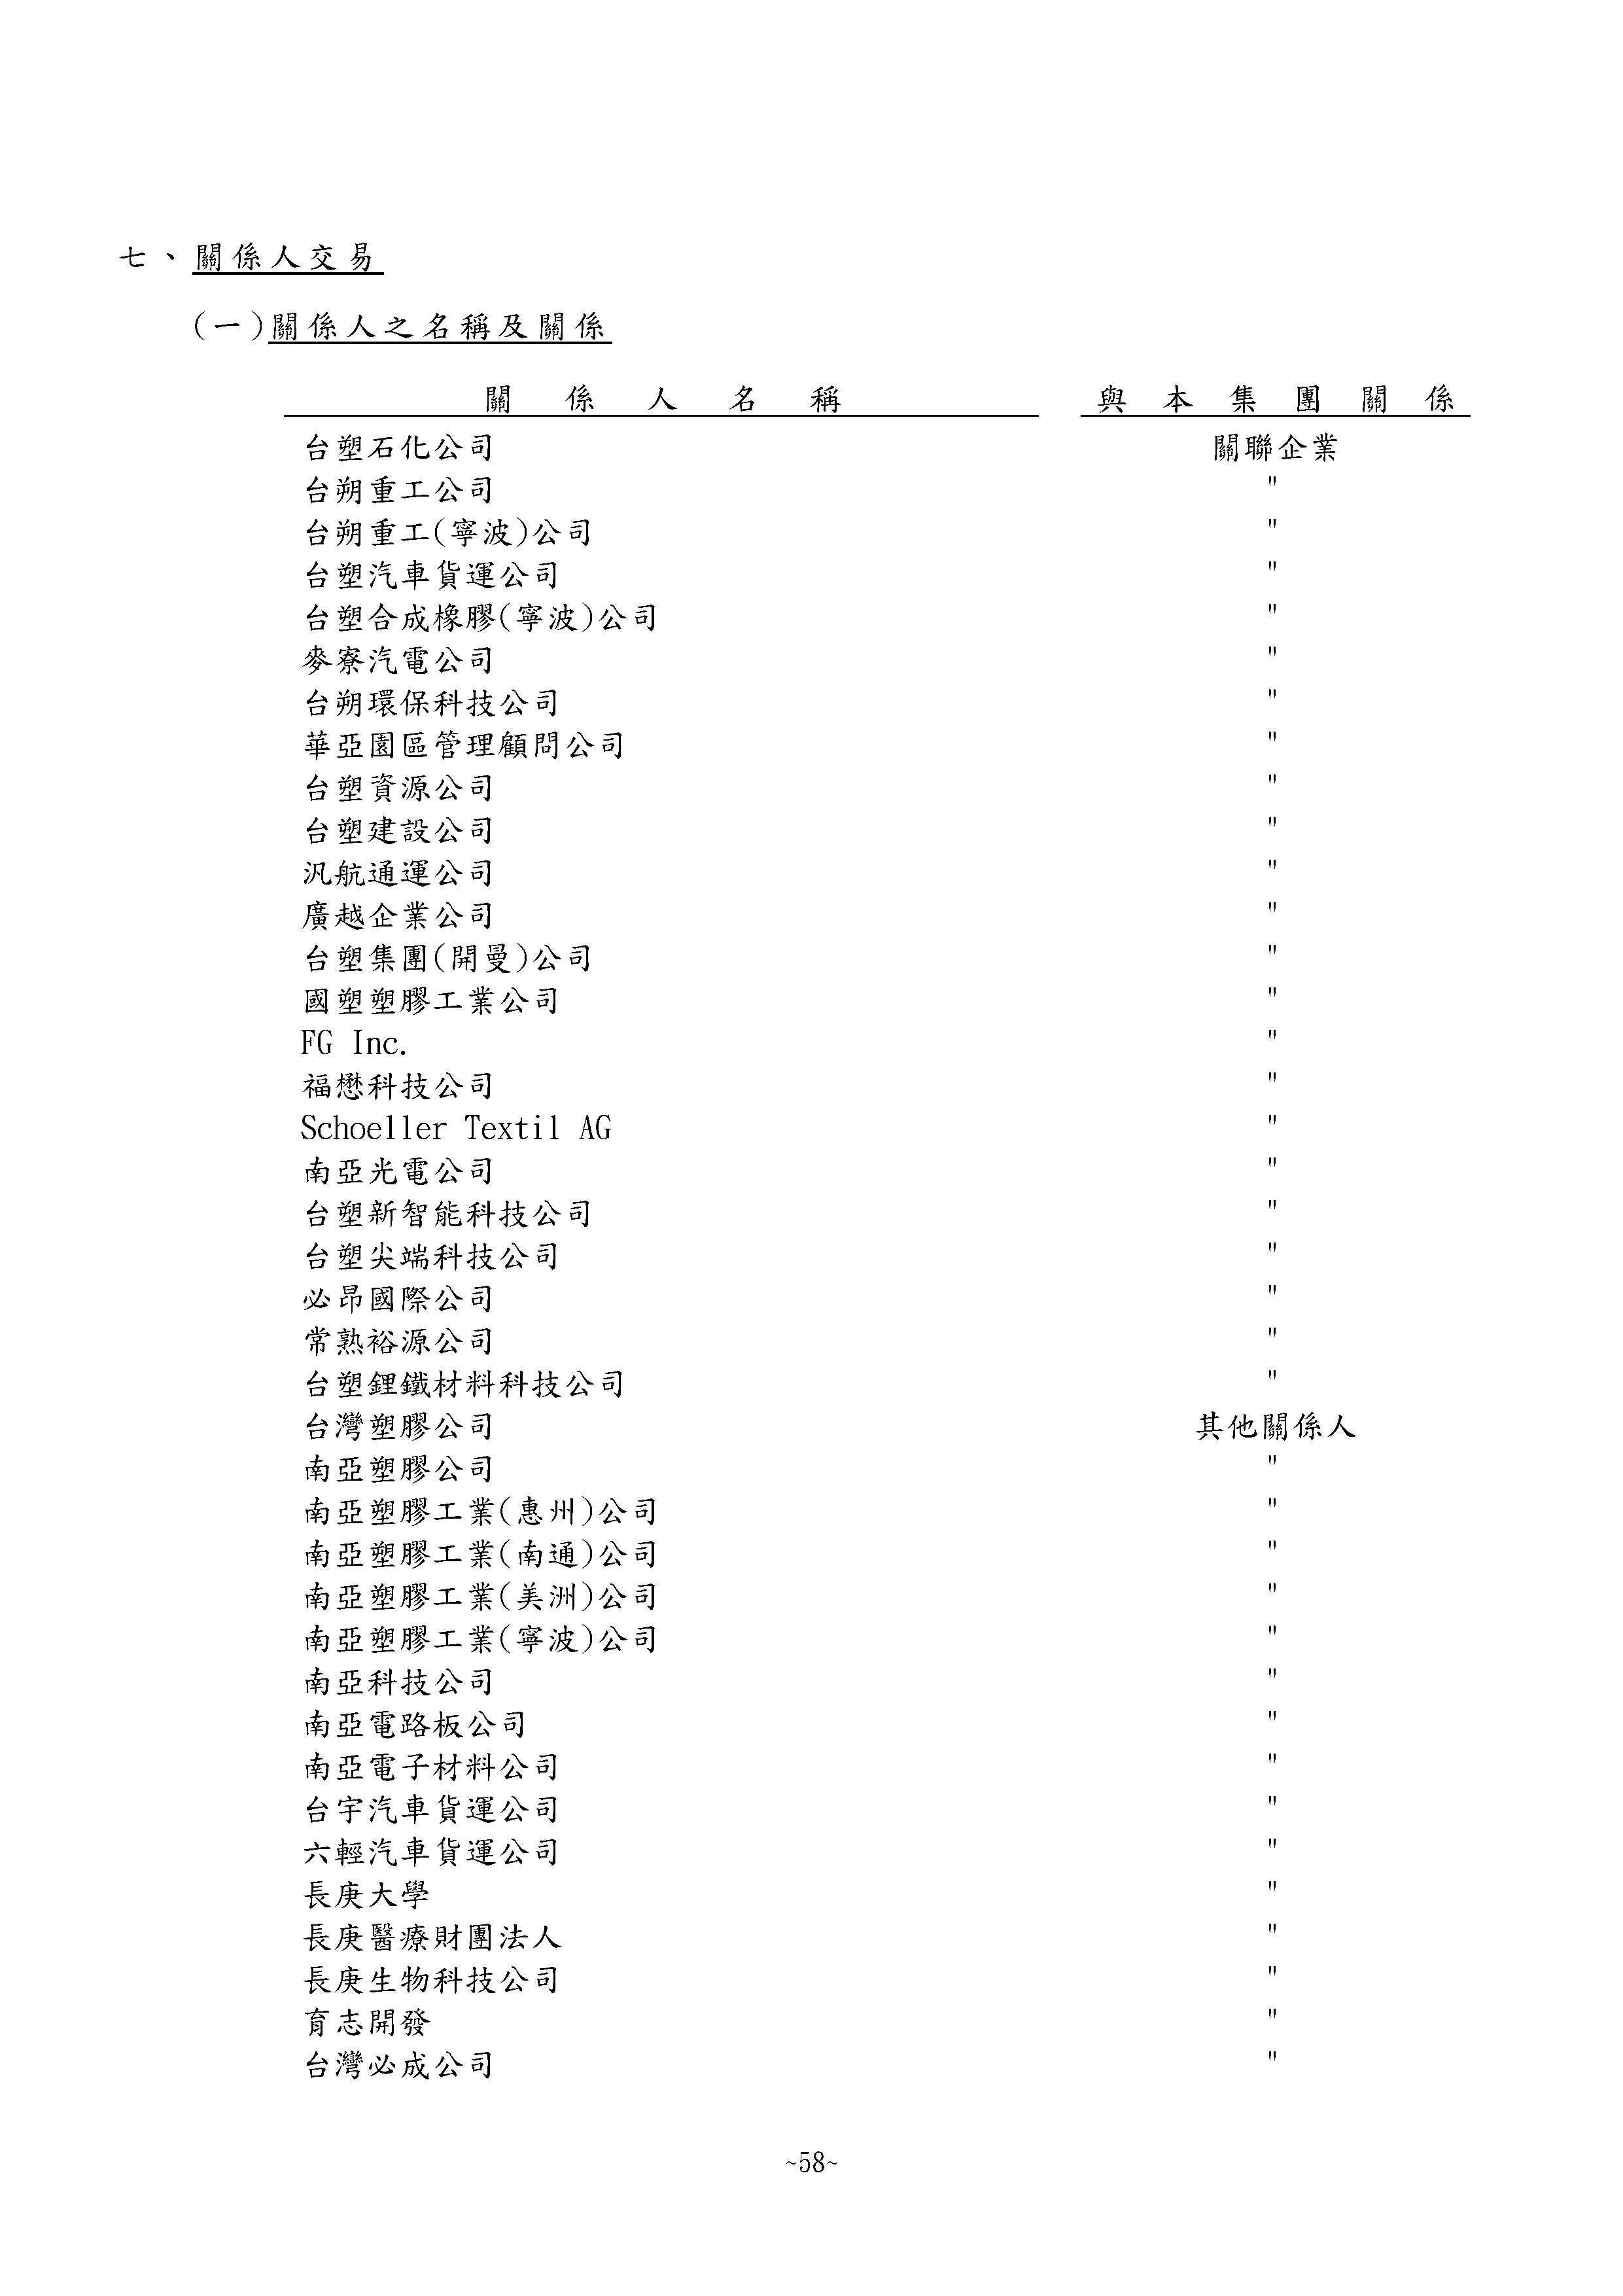 七、關係人交易
(一)關係人之名稱及關係
關係人名稱 與本集團關係
台塑石化公司 關聯企業
台朔重工公司 "
台朔重工(寧波)公司 "
台塑汽車貨運公司 "
台塑合成橡膠(寧波)公司 "
麥寮汽電公司 "
台朔環保科技公司 "
華亞園區管理顧問公司 "
台塑資源公司 "
台塑建設公司 "
汎航通運公司 "
廣越企業公司 "
台塑集團(開曼)公司 "
國塑塑膠工業公司 "
FG Inc. "
福懋科技公司 "
Schoeller Textil AG "
南亞光電公司 "
台塑新智能科技公司 "
台塑尖端科技公司 "
必昂國際公司 "
常熟裕源公司 "
台塑鋰鐵材料科技公司 "
台灣塑膠公司 其他關係人
南亞塑膠公司 "
南亞塑膠工業(惠州)公司 "
南亞塑膠工業(南通)公司 "
南亞塑膠工業(美洲)公司 "
南亞塑膠工業(寧波)公司 "
南亞科技公司 "
南亞電路板公司 "
南亞電子材料公司 "
台宇汽車貨運公司 "
六輕汽車貨運公司 "
長庚大學 "
長庚醫療財團法人 "
長庚生物科技公司 "
育志開發 "
台灣必成公司 "
~58~